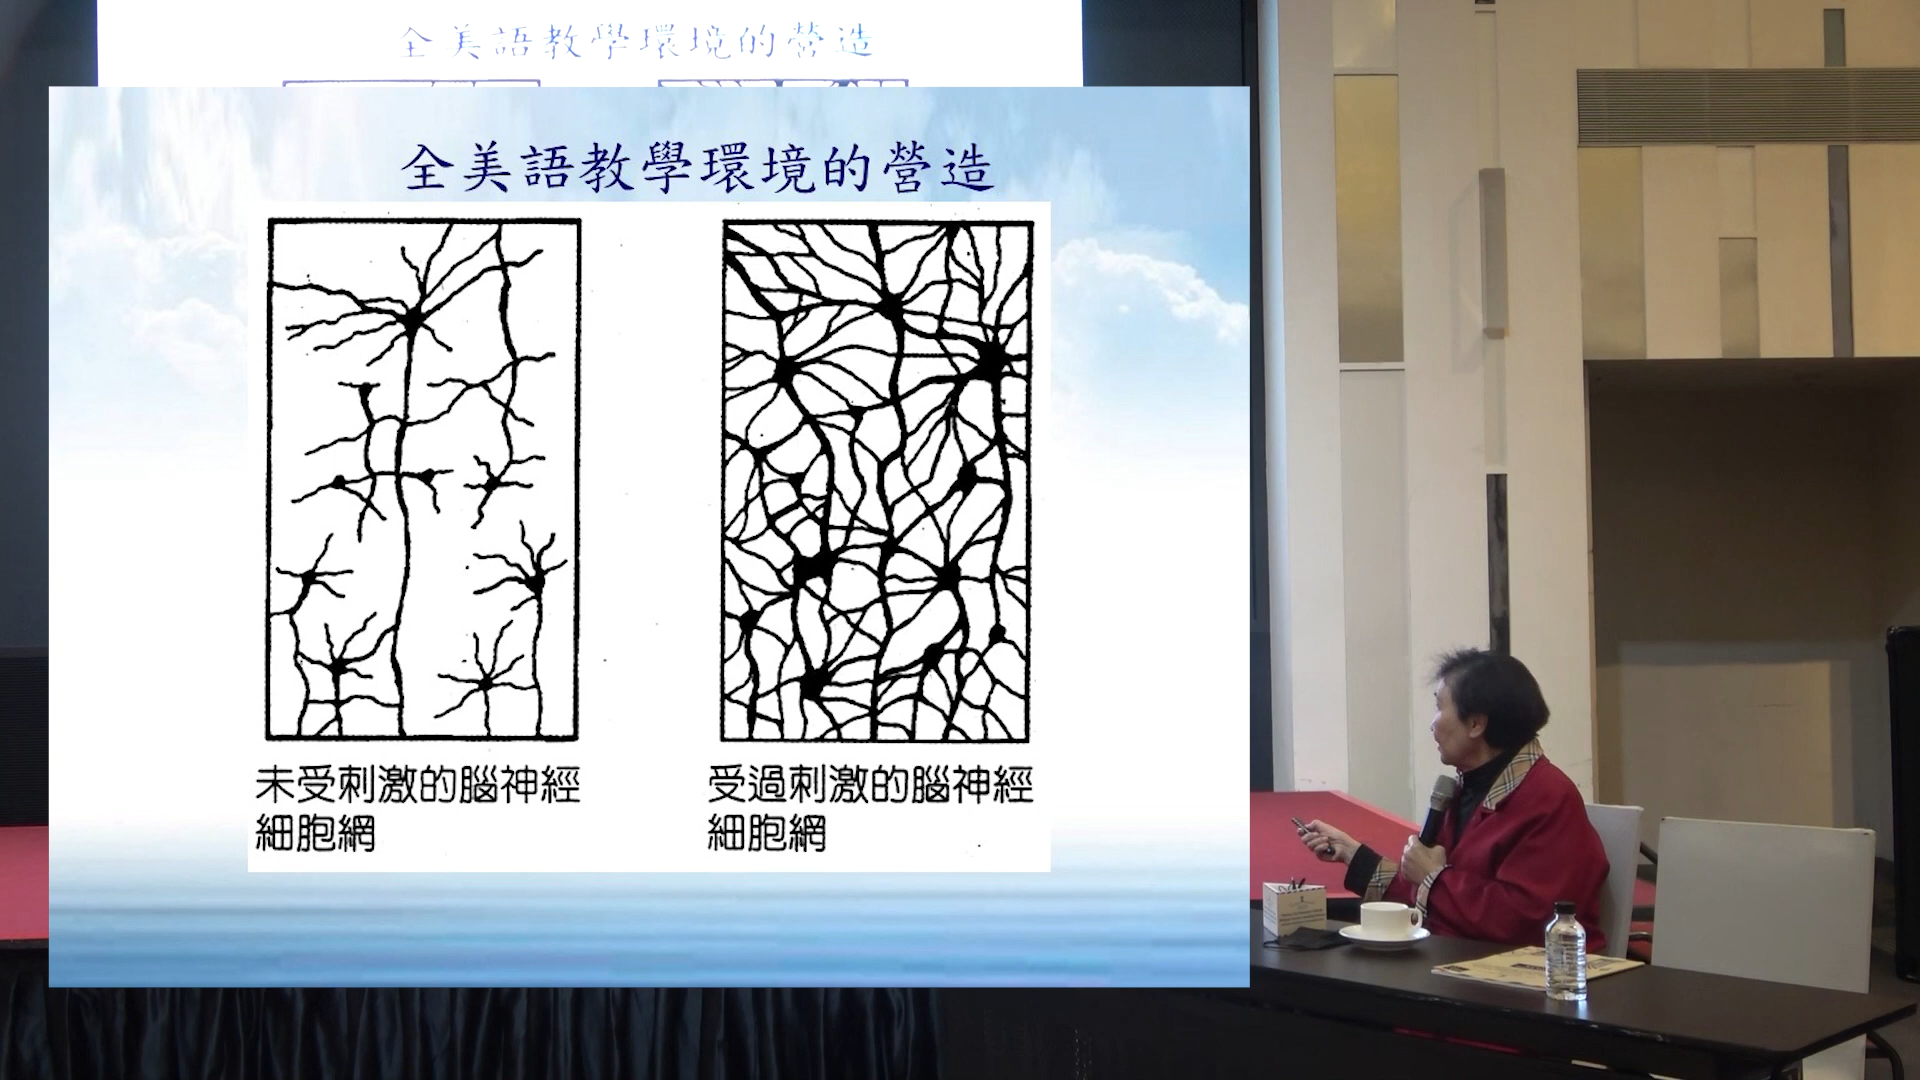 全美語教學環境的營造
全美語教學環境的營造
未受刺激的腦神經
細胞網
受過刺激的腦神經
細胞網